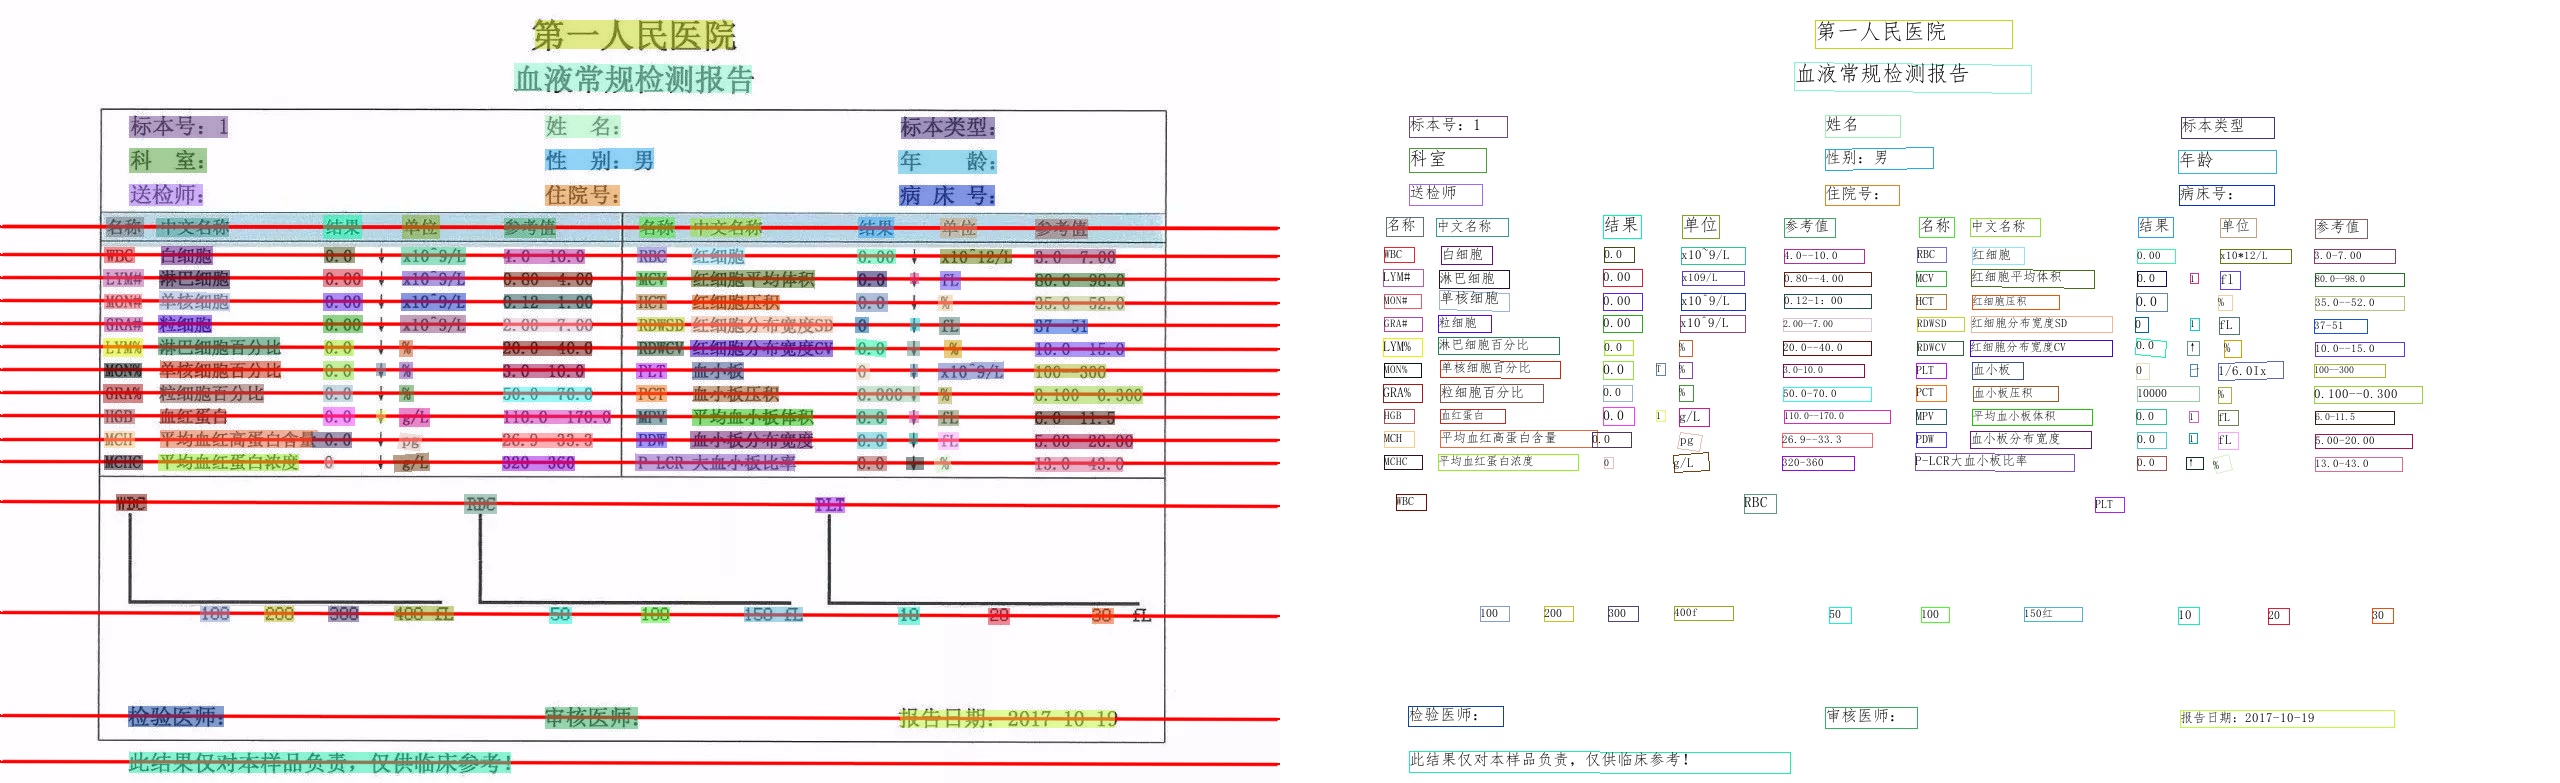 第一人民医院
血液常规检测报告
标本号：1 姓 名： 标本类型：
科 室： 性 别：男 年 龄：
送检师： 住院号： 病 床 号：
名称 中文名称 结果 单位 参考值 名称 中文名称 结果 单位 参考值
WBC 白细胞 0.0 ↓ x10^9/L 4.0--10.0 RBC 红细胞 0.00 ↓ x10^12/L 3.0--7.00
LYM# 淋巴细胞 0.00 ↓ x10^9/L 0.80--4.00 MCV 红细胞平均体积 0.0 ↓ fL 80.0--98.0
MON# 单核细胞 0.00 ↓ x10^9/L 0.12--1.00 HCT 红细胞压积 0.0 ↓ % 35.0--52.0
GRA# 粒细胞 0.00 ↓ x10^9/L 2.00--7.00 RDWSD 红细胞分布宽度SD 0 ↓ fL 37--51
LYM% 淋巴细胞百分比 0.0 ↓ % 20.0--40.0 RDWCV 红细胞分布宽度CV 0.0 ↓ % 10.0--15.0
MON% 单核细胞百分比 0.0 ↓ % 3.0--10.0 PLT 血小板 0 ↓ x10^9/L 100--300
GRA% 粒细胞百分比 0.0 ↓ % 50.0--70.0 PCT 血小板压积 0.000 ↓ % 0.100--0.300
HGB 血红蛋白 0.0 ↓ g/L 110.0--170.0 MPV 平均血小板体积 0.0 ↓ fL 6.0--11.5
MCH 平均血红高蛋白含量 0.0 ↓ pg 26.0--33.3 PDW 血小板分布宽度 0.0 ↓ fL 5.00--20.00
MCHC 平均血红蛋白浓度 0 ↓ g/L 320--360 P-LCR 大血小板比率 0.0 ↓ % 13.0--43.0
WBC RBC PLT
100 200 300 400 fL 50 100 150 fL 10 20 30 fL
检验医师： 审核医师： 报告日期：2017-10-19
此结果仅对本样品负责，仅供临床参考！
第一人民医院
血液常规检测报告
标本号：1 姓名 标本类型
科室 性别：男 年龄
送检师 住院号： 病床号：
名称 中文名称 结果 单位 参考值 名称 中文名称 结果 单位 参考值
WBC 白细胞 0.0 x10^9/L 4.0--10.0 RBC 红细胞 0.00 x10*12/L 3.0-7.00
LYM# 淋巴细胞 0.00 x109/L 0.80--4.00 MCV 红细胞平均体积 0.0 1 fl 80.0--98.0
MON# 单核细胞 0.00 x10^9/L 0.12-1：00 HCT 红细胞压积 0.0 % 35.0--52.0
GRA# 粒细胞 0.00 x10^9/L 2.00--7.00 RDWSD 红细胞分布宽度SD 0 1 fL 37-51
LYM% 淋巴细胞百分比 0.0 % 20.0--40.0 RDWCV 红细胞分布宽度CV 0.0 ↑ % 10.0--15.0
MON% 单核细胞百分比 0.0 f % 3.0-10.0 PLT 血小板 0 1/6.0Ix 100--300
GRA% 粒细胞百分比 0.0 % 50.0-70.0 PCT 血小板压积 10000 % 0.100--0.300
HGB 血红蛋白 0.0 1 g/L 110.0--170.0 MPV 平均血小板体积 0.0 1 fL 6.0-11.5
MCH 平均血红高蛋白含量 0.0 pg 26.9--33.3 PDW 血小板分布宽度 0.0 1 fL 5.00-20.00
MCHC 平均血红蛋白浓度 0 g/L 320-360 P-LCR大血小板比率 0.0 ↑ % 13.0-43.0
WBC RBC PLT
100 200 300 400f 50 100 150红 10 20 30
检验医师： 审核医师： 报告日期：2017-10-19
此结果仅对本样品负责，仅供临床参考！